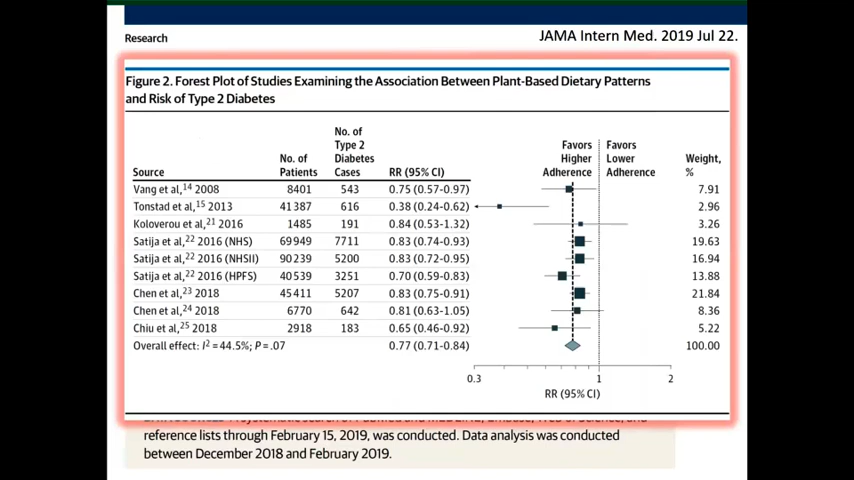 Research
JAMA Intern Med. 2019 Jul 22.
Figure 2. Forest Plot of Studies Examining the Association Between Plant-Based Dietary Patterns
and Risk of Type 2 Diabetes
Source No. of Patients No. of Type 2 Diabetes Cases RR (95% CI) Favors Higher Adherence Favors Lower Adherence Weight, %
Vang et al,14 2008 8401 543 0.75 (0.57-0.97) 7.91
Tonstad et al,15 2013 41 387 616 0.38 (0.24-0.62) 2.96
Koloverou et al,21 2016 1485 191 0.84 (0.53-1.32) 3.26
Satija et al,22 2016 (NHS) 69 949 7711 0.83 (0.74-0.93) 19.63
Satija et al,22 2016 (NHSII) 90 239 5200 0.83 (0.72-0.95) 16.94
Satija et al,22 2016 (HPFS) 40 539 3251 0.70 (0.59-0.83) 13.88
Chen et al,23 2018 45 411 5207 0.83 (0.75-0.91) 21.84
Chen et al,24 2018 6770 642 0.81 (0.63-1.05) 8.36
Chiu et al,25 2018 2918 183 0.65 (0.46-0.92) 5.22
Overall effect: I2 = 44.5%; P = .07 0.77 (0.71-0.84) 100.00
0.3 1 2
RR (95% CI)
reference lists through February 15, 2019, was conducted. Data analysis was conducted
between December 2018 and February 2019.